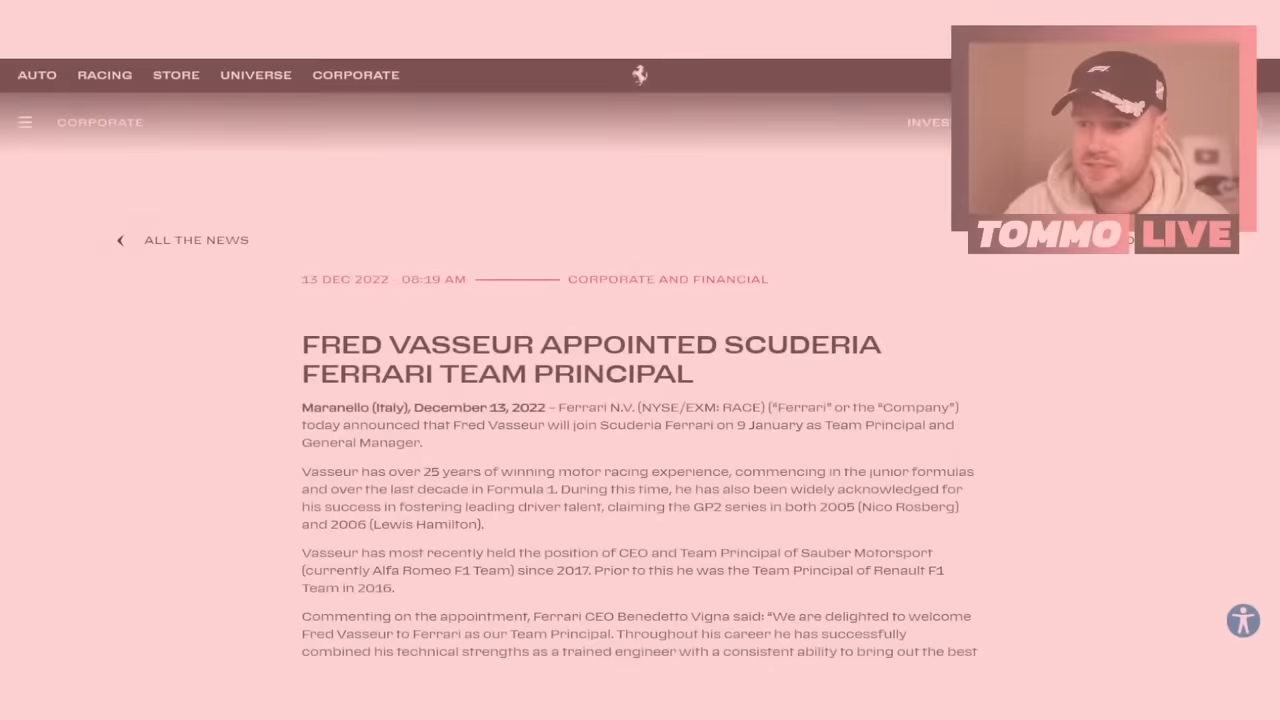 AUTO RACING STORE UNIVERSE CORPORATE
CORPORATE
INVES
TOMMO LIVE
ALL THE NEWS
13 DEC 2022 08:19 AM CORPORATE AND FINANCIAL
FRED VASSEUR APPOINTED SCUDERIA
FERRARI TEAM PRINCIPAL
Maranello (Italy), December 13, 2022 – Ferrari N.V. (NYSE/EXM: RACE) (“Ferrari” or the “Company”)
today announced that Fred Vasseur will join Scuderia Ferrari on 9 January as Team Principal and
General Manager.
Vasseur has over 25 years of winning motor racing experience, commencing in the junior formulas
and over the last decade in Formula 1. During this time, he has also been widely acknowledged for
his success in fostering leading driver talent, claiming the GP2 series in both 2005 (Nico Rosberg)
and 2006 (Lewis Hamilton).
Vasseur has most recently held the position of CEO and Team Principal of Sauber Motorsport
(currently Alfa Romeo F1 Team) since 2017. Prior to this he was the Team Principal of Renault F1
Team in 2016.
Commenting on the appointment, Ferrari CEO Benedetto Vigna said: “We are delighted to welcome
Fred Vasseur to Ferrari as our Team Principal. Throughout his career he has successfully
combined his technical strengths as a trained engineer with a consistent ability to bring out the best